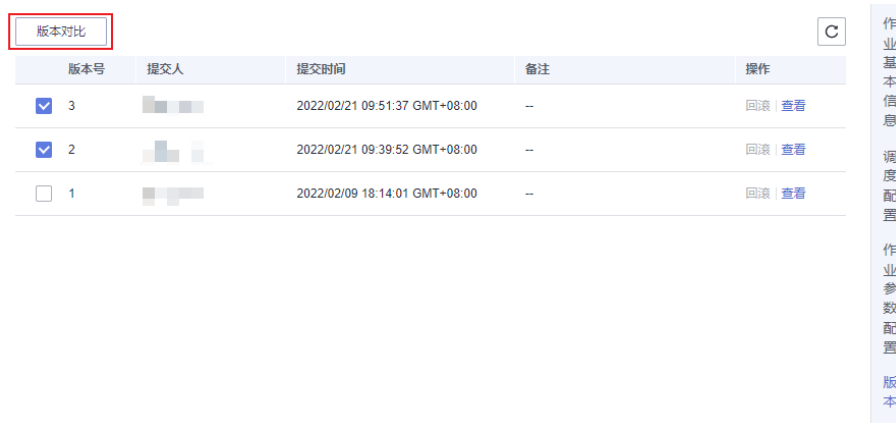 版本对比
版本号 提交人 提交时间 备注 操作
3 2022/02/21 09:51:37 GMT+08:00 -- 回滚 查看
2 2022/02/21 09:39:52 GMT+08:00 -- 回滚 查看
1 2022/02/09 18:14:01 GMT+08:00 -- 回滚 查看
作业基本信息
调度配置
作业参数配置
版本